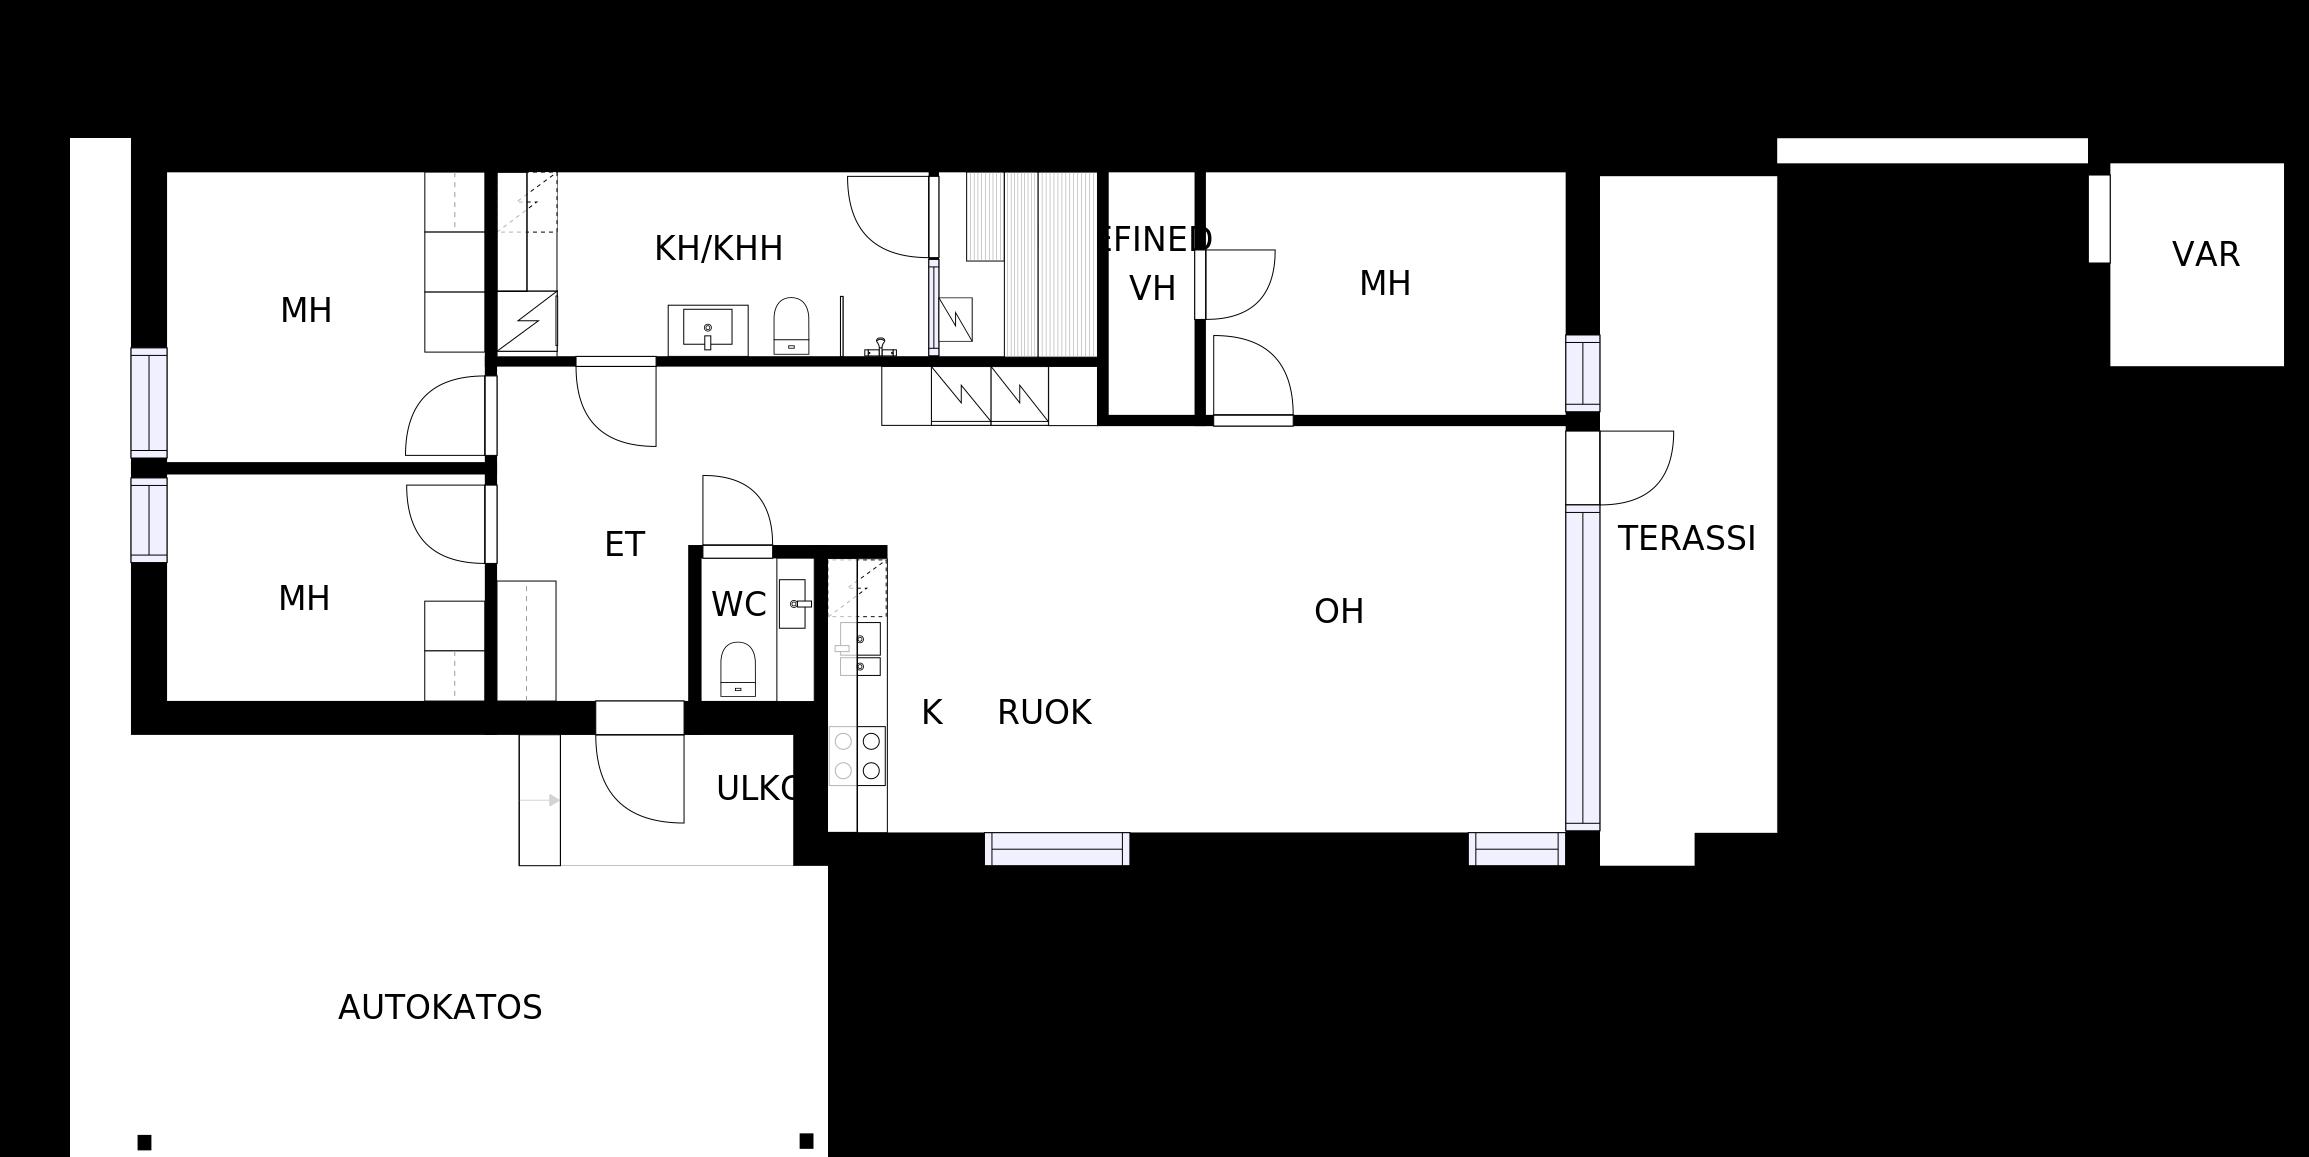 KH/KHH
EFINED
VH
VAR
MH
MH
TERASSI
ET
MH
WC
OH
K
RUOK
ULKO
AUTOKATOS